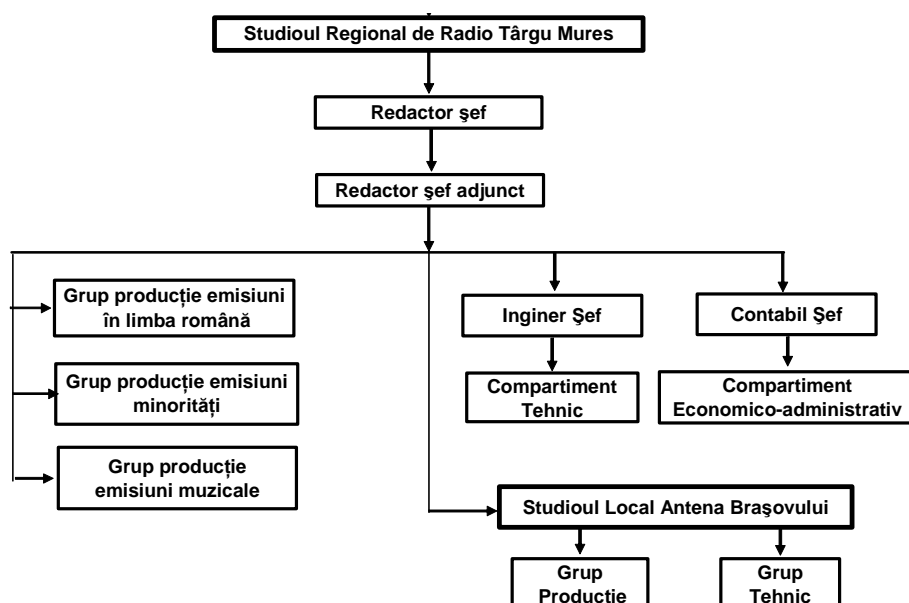 Studioul Regional de Radio Târgu Mures
Redactor şef
Redactor şef adjunct
Grup producție emisiuni
în limba română
Grup producție emisiuni
minorități
Grup producție
emisiuni muzicale
Inginer Şef
Compartiment
Tehnic
Contabil Şef
Compartiment
Economico-administrativ
Studioul Local Antena Braşovului
Grup
Producție
Grup
Tehnic